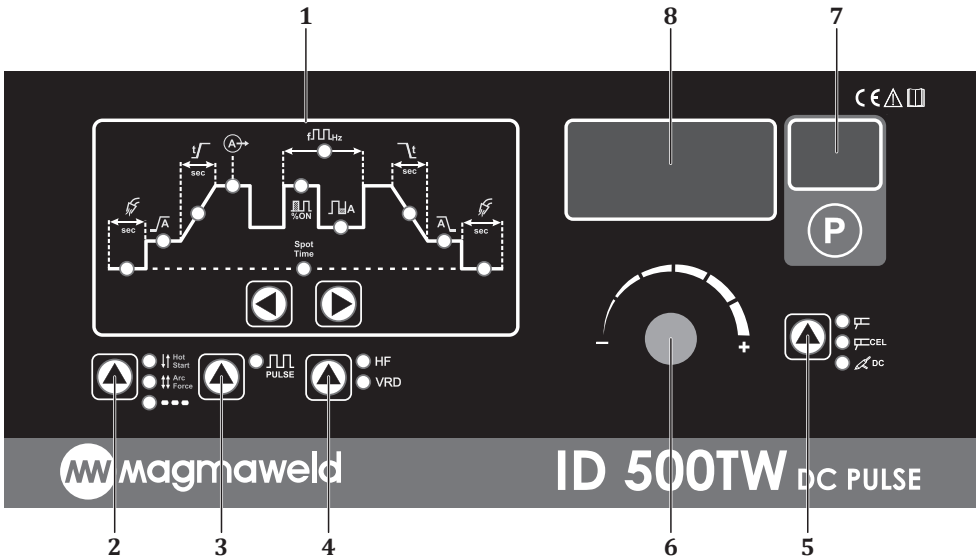 1 8 7
CE
f Hz
t A t
sec sec
sec A %ON A A sec
Spot
Time
P
- +
Hot
Start
Arc
Force
PULSE
HF
VRD
CEL
DC
magmaweld
ID 500TW DC PULSE
2 3 4 6 5